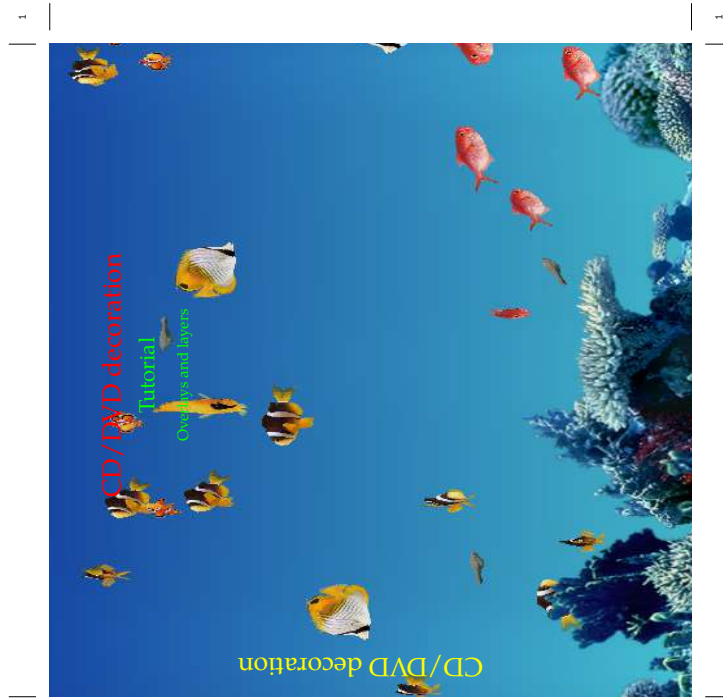 1
1
CD/DVD decoration
Tutorial
Overlays and layers
CD/DVD decoration